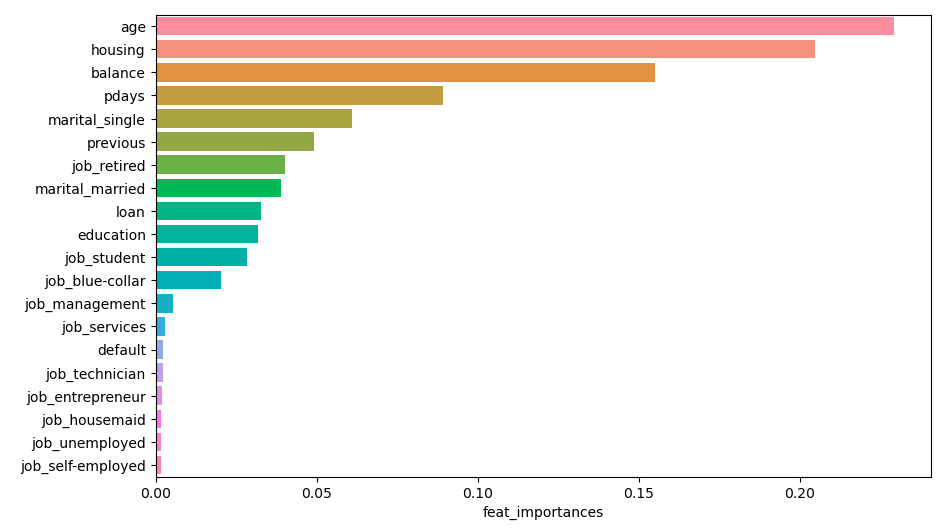 age
housing
balance
pdays
marital_single
previous
job_retired
marital_married
loan
education
job_student
job_blue-collar
job_management
job_services
default
job_technician
job_entrepreneur
job_housemaid
job_unemployed
job_self-employed
0.00 0.05 0.10 0.15 0.20
feat_importances